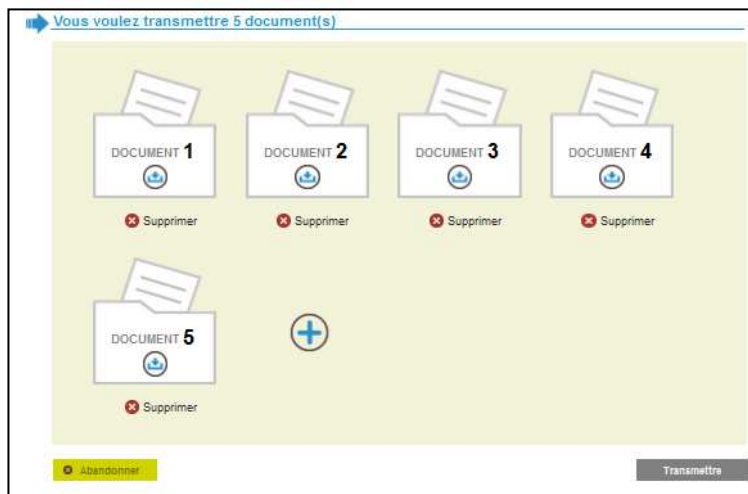 Vous voulez transmettre 5 document(s)
DOCUMENT 1
DOCUMENT 2
DOCUMENT 3
DOCUMENT 4
Supprimer
Supprimer
Supprimer
Supprimer
DOCUMENT 5
Supprimer
Abandonner
Transmettre